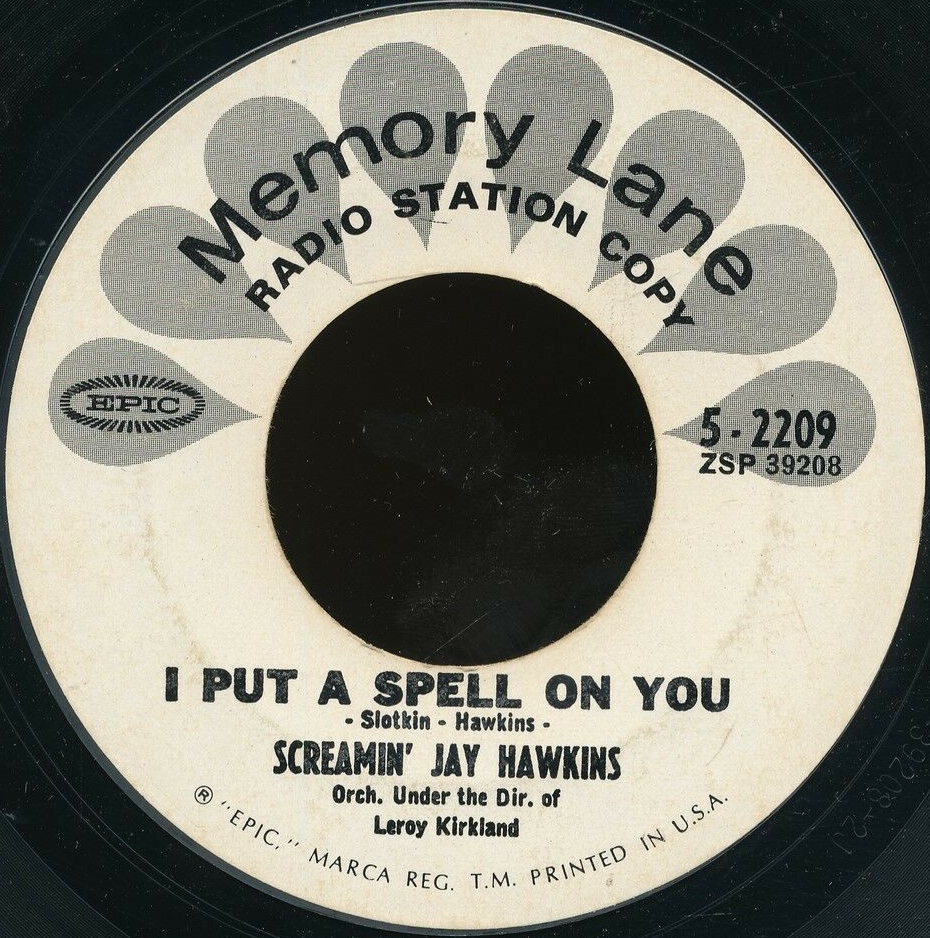 Memory Lane
RADIO STATION COPY
EPIC
5-2209
ZSP 39208
I PUT A SPELL ON YOU
- Slotkin - Hawkins -
SCREAMIN' JAY HAWKINS
Orch. Under the Dir. of
Leroy Kirkland
® "EPIC," MARCA REG. T.M. PRINTED IN U.S.A.